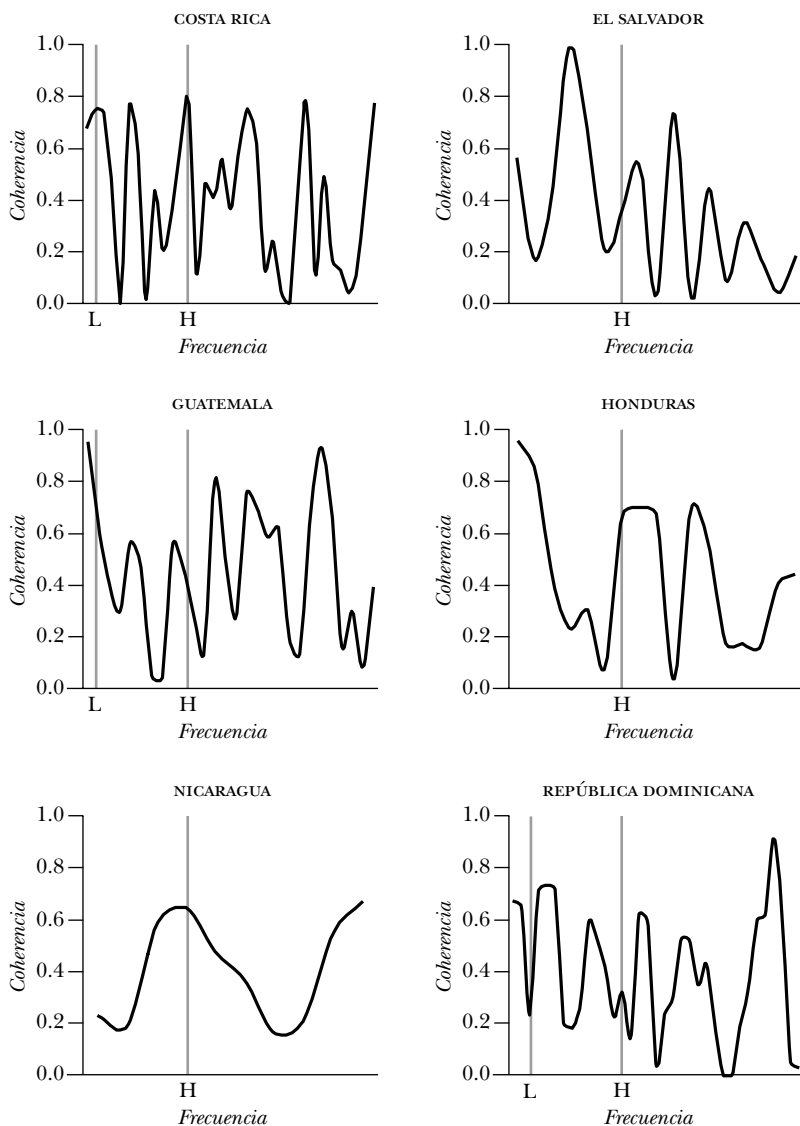 COSTA RICA
1.0
0.8
0.6
0.4
0.2
0.0
Coherencia
L H
Frecuencia
EL SALVADOR
1.0
0.8
0.6
0.4
0.2
0.0
Coherencia
H
Frecuencia
GUATEMALA
1.0
0.8
0.6
0.4
0.2
0.0
Coherencia
L H
Frecuencia
HONDURAS
1.0
0.8
0.6
0.4
0.2
0.0
Coherencia
H
Frecuencia
NICARAGUA
1.0
0.8
0.6
0.4
0.2
0.0
Coherencia
H
Frecuencia
REPÚBLICA DOMINICANA
1.0
0.8
0.6
0.4
0.2
0.0
Coherencia
L H
Frecuencia